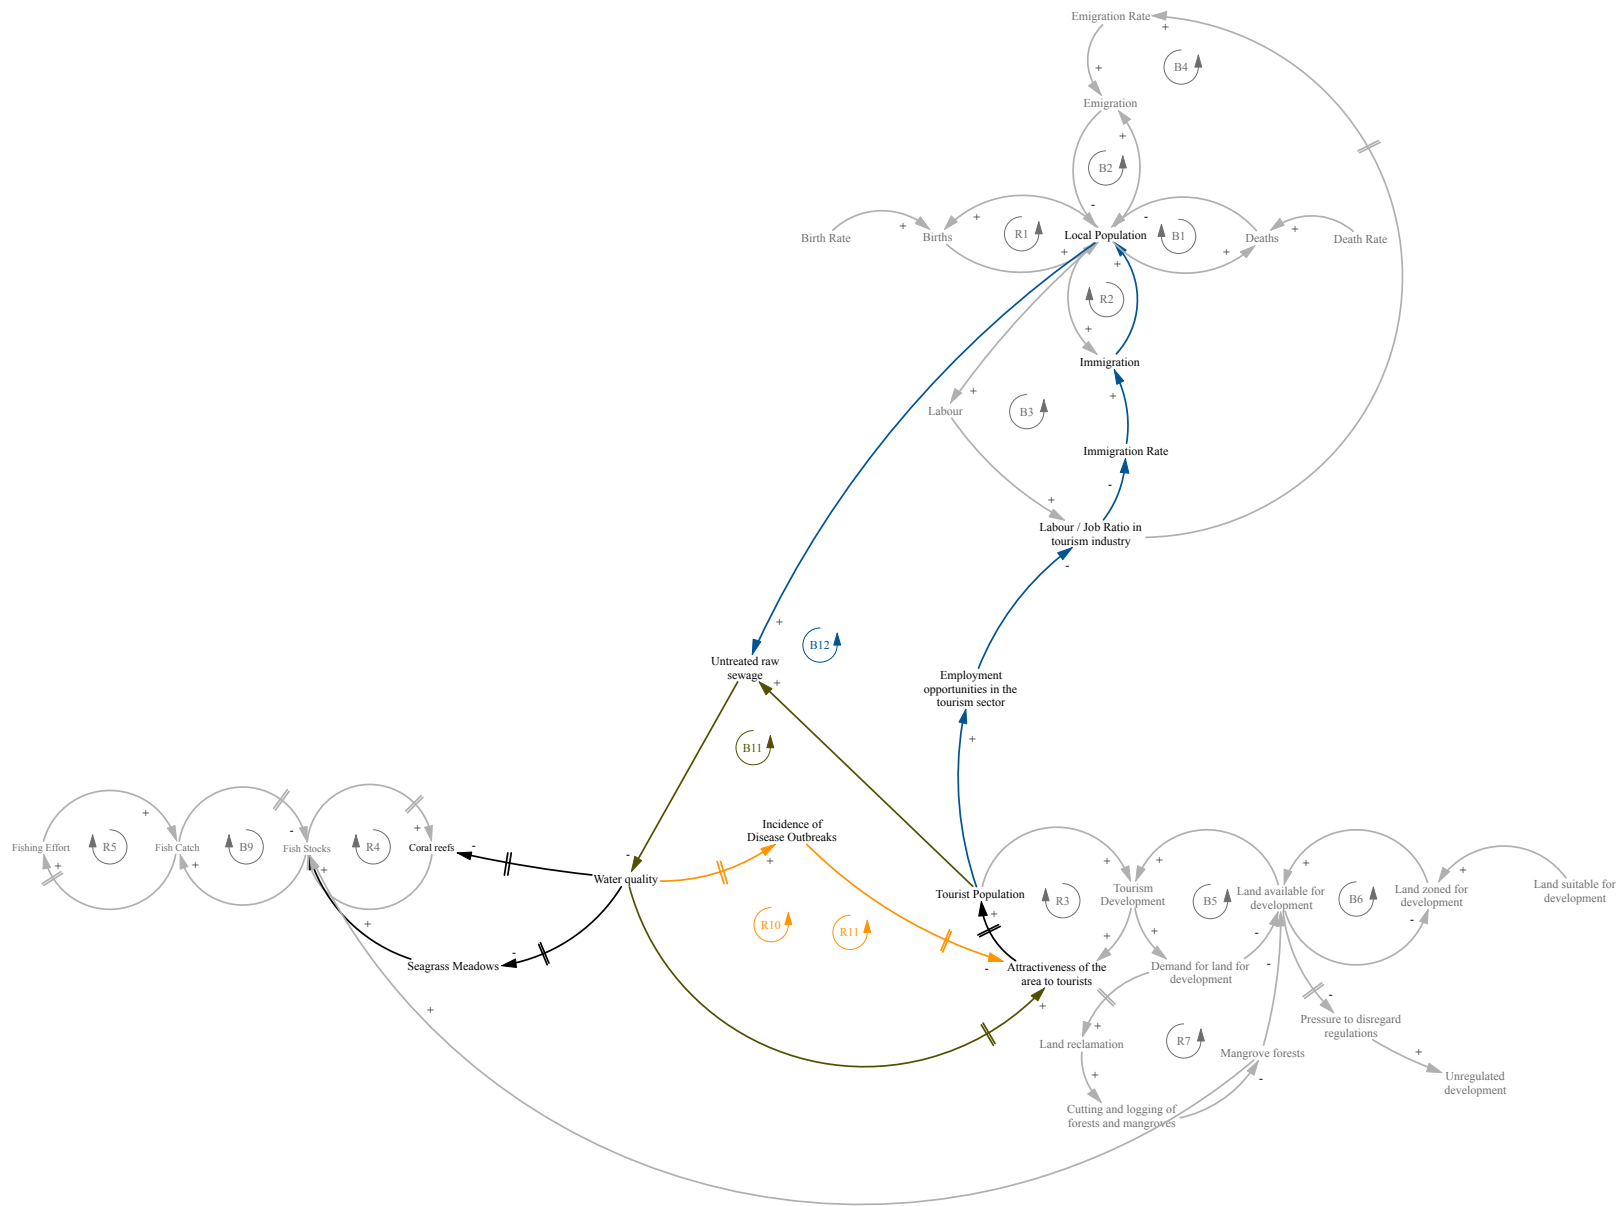 Emigration Rate
+
B4
+
Emigration
+
B2
-
-
+
+
Birth Rate
+
Births
R1
Local Population
B1
Deaths
+
Death Rate
+
+
+
R2
+
Immigration
+
+
Labour
B3
Immigration Rate
-
+
Labour / Job Ratio in
tourism industry
-
+
B12
Untreated raw
sewage
+
Employment
opportunities in the
tourism sector
+
B11
Incidence of
Disease Outbreaks
+
-
Fishing Effort
+
R5
+
Fish Catch
+
B9
-
Fish Stocks
+
R4
+
Coral reefs
-
Water quality
Tourist Population
+
R3
+
Tourism
Development
+
B5
+
Land available for
development
+
B6
Land zoned for
development
+
-
Land suitable for
development
R10
R11
+
-
Seagrass Meadows
-
Attractiveness of the
area to tourists
+
+
+
Demand for land for
development
-
-
+
+
Land reclamation
R7
-
Pressure to disregard
regulations
Mangrove forests
+
+
-
Unregulated
development
Cutting and logging of
forests and mangroves